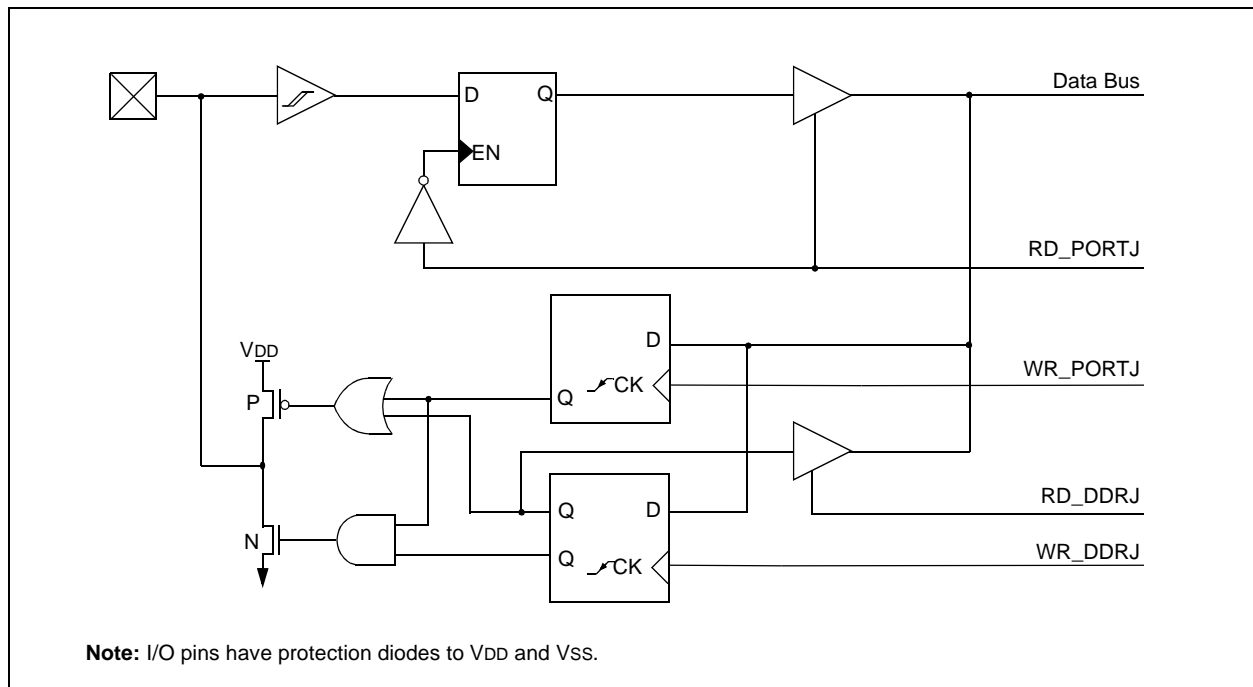 Data Bus
D
Q
EN
RD_PORTJ
D
VDD
WR_PORTJ
CK
P
Q
RD_DDRJ
Q
D
N
WR_DDRJ
Q
CK
Note: I/O pins have protection diodes to VDD and VSS.